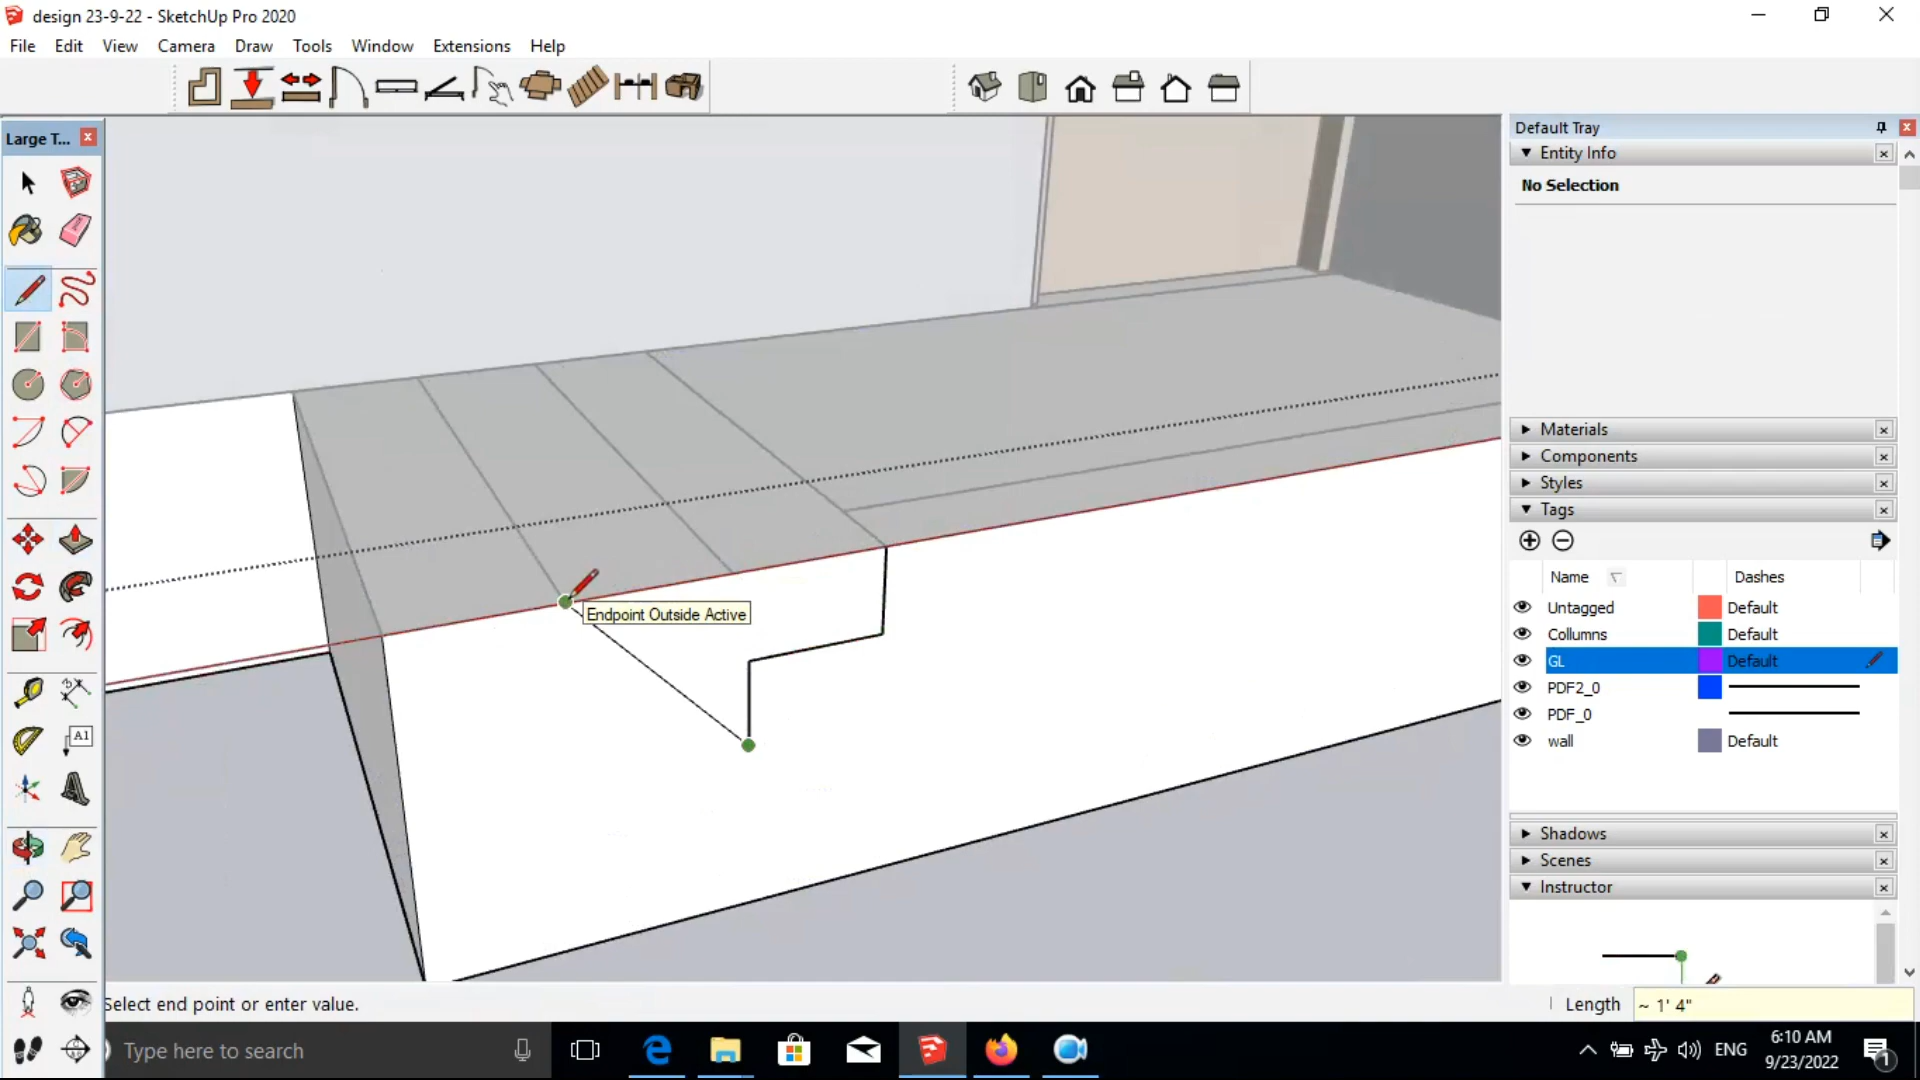 design 23-9-22 - SketchUp Pro 2020
File Edit View Camera Draw Tools Window Extensions Help
Large T...
Default Tray
Entity Info
No Selection
Endpoint Outside Active
Materials
Components
Styles
Tags
Name Dashes
Untagged Default
Collumns Default
GL Default
PDF2_0
PDF_0
wall Default
Shadows
Scenes
Instructor
A1
Select end point or enter value.
Length ~ 1' 4"
Type here to search
ENG
6:10 AM
9/23/2022
1